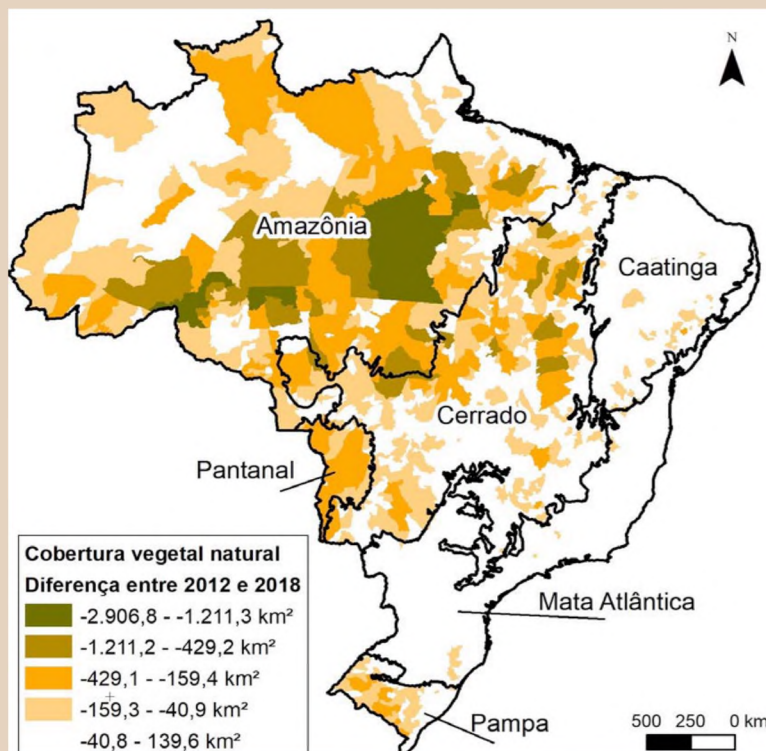 N
Amazônia
Caatinga
Cerrado
Pantanal
Mata Atlântica
Pampa
Cobertura vegetal natural
Diferença entre 2012 e 2018
-2.906,8 - -1.211,3 km²
-1.211,2 - -429,2 km²
-429,1 - -159,4 km²
-159,3 - -40,9 km²
-40,8 - 139,6 km²
500 250 0 km